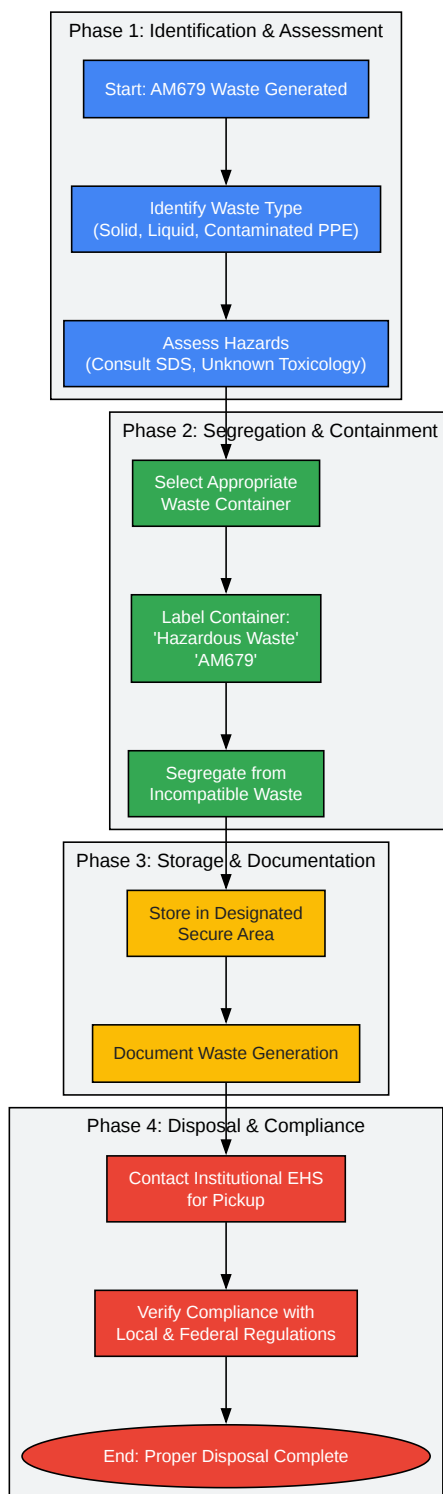 Phase 1: Identification & Assessment
Start: AM679 Waste Generated
Identify Waste Type
(Solid, Liquid, Contaminated PPE)
Assess Hazards
(Consult SDS, Unknown Toxicology)
Phase 2: Segregation & Containment
Select Appropriate
Waste Container
Label Container:
'Hazardous Waste'
'AM679'
Segregate from
Incompatible Waste
Phase 3: Storage & Documentation
Store in Designated
Secure Area
Document Waste Generation
Phase 4: Disposal & Compliance
Contact Institutional EHS
for Pickup
Verify Compliance with
Local & Federal Regulations
End: Proper Disposal Complete